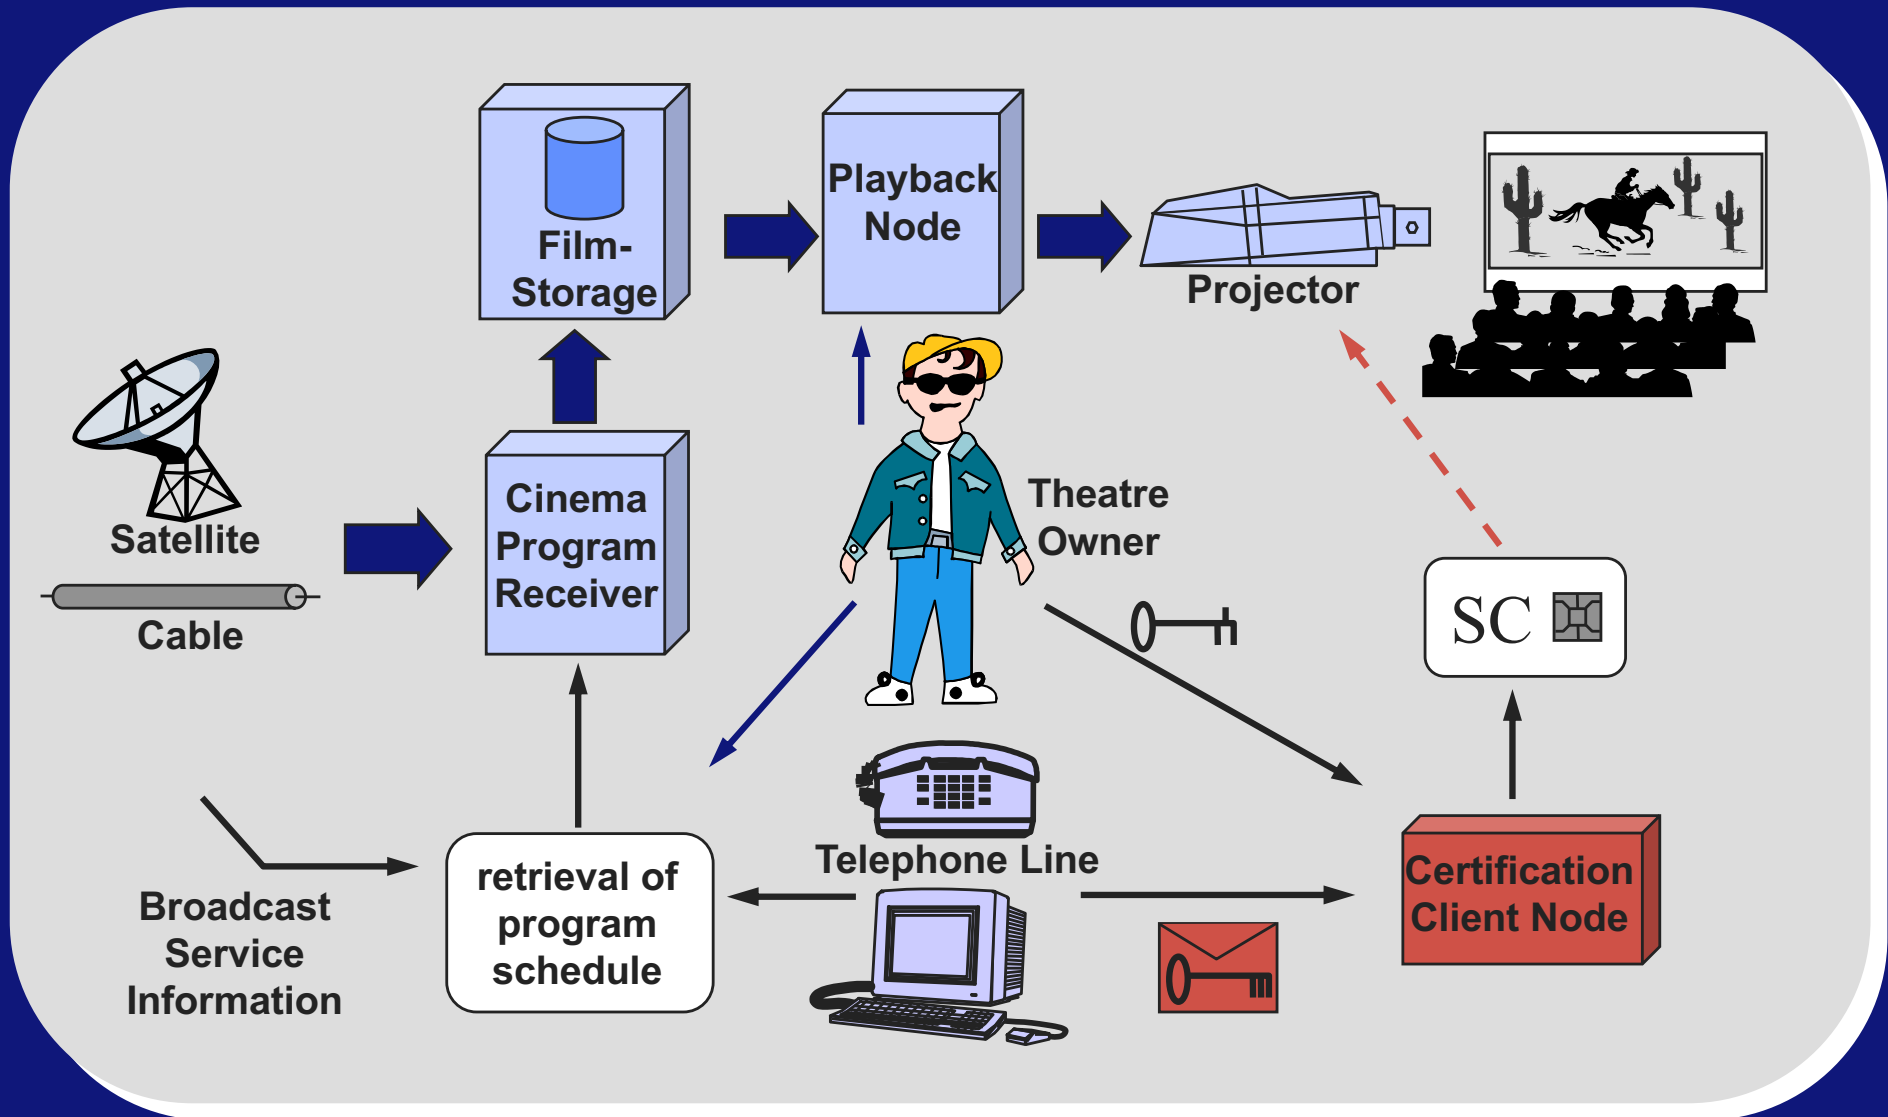 Film-
Storage
Playback
Node
Projector
Satellite
Cable
Cinema
Program
Receiver
Theatre
Owner
SC
Broadcast
Service
Information
retrieval of
program
schedule
Telephone Line
Certification
Client Node